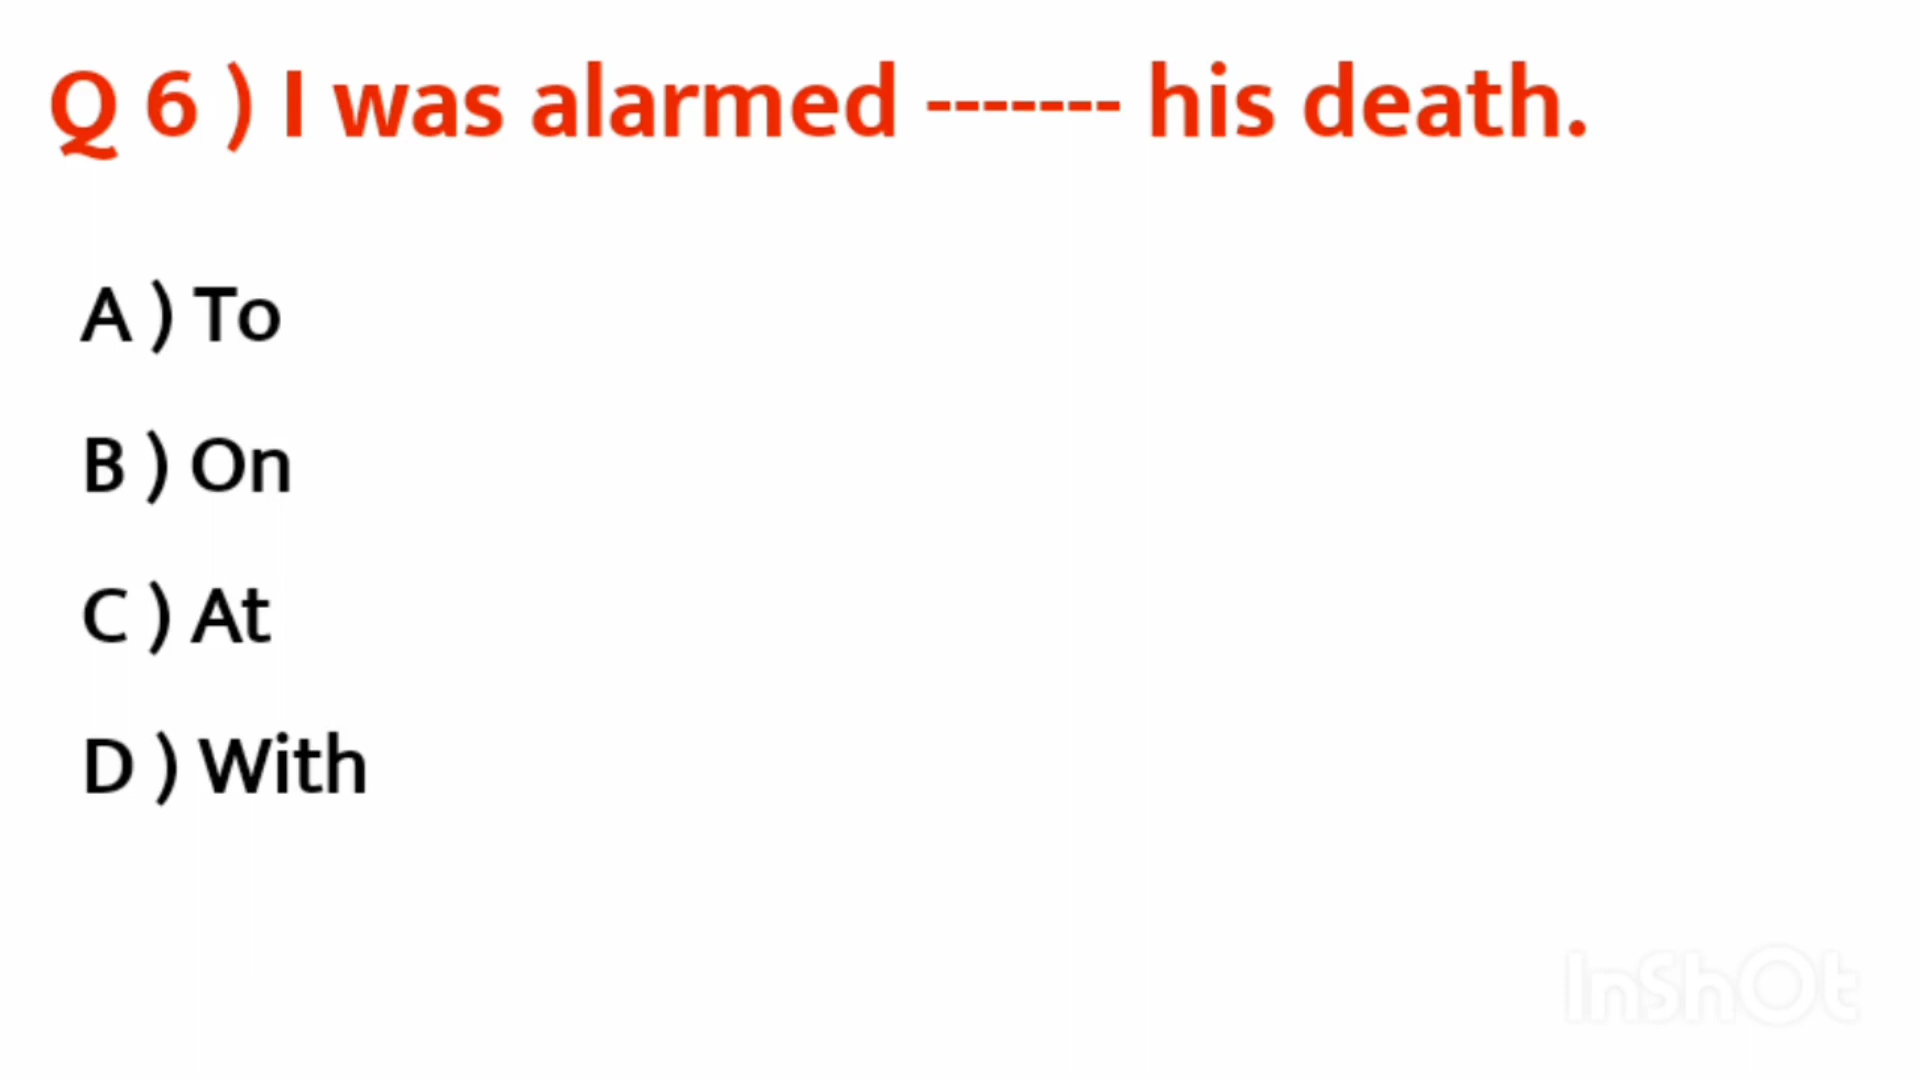 Q 6 ) I was alarmed ------- his death.
A ) To
B ) On
C ) At
D ) With
InShOt